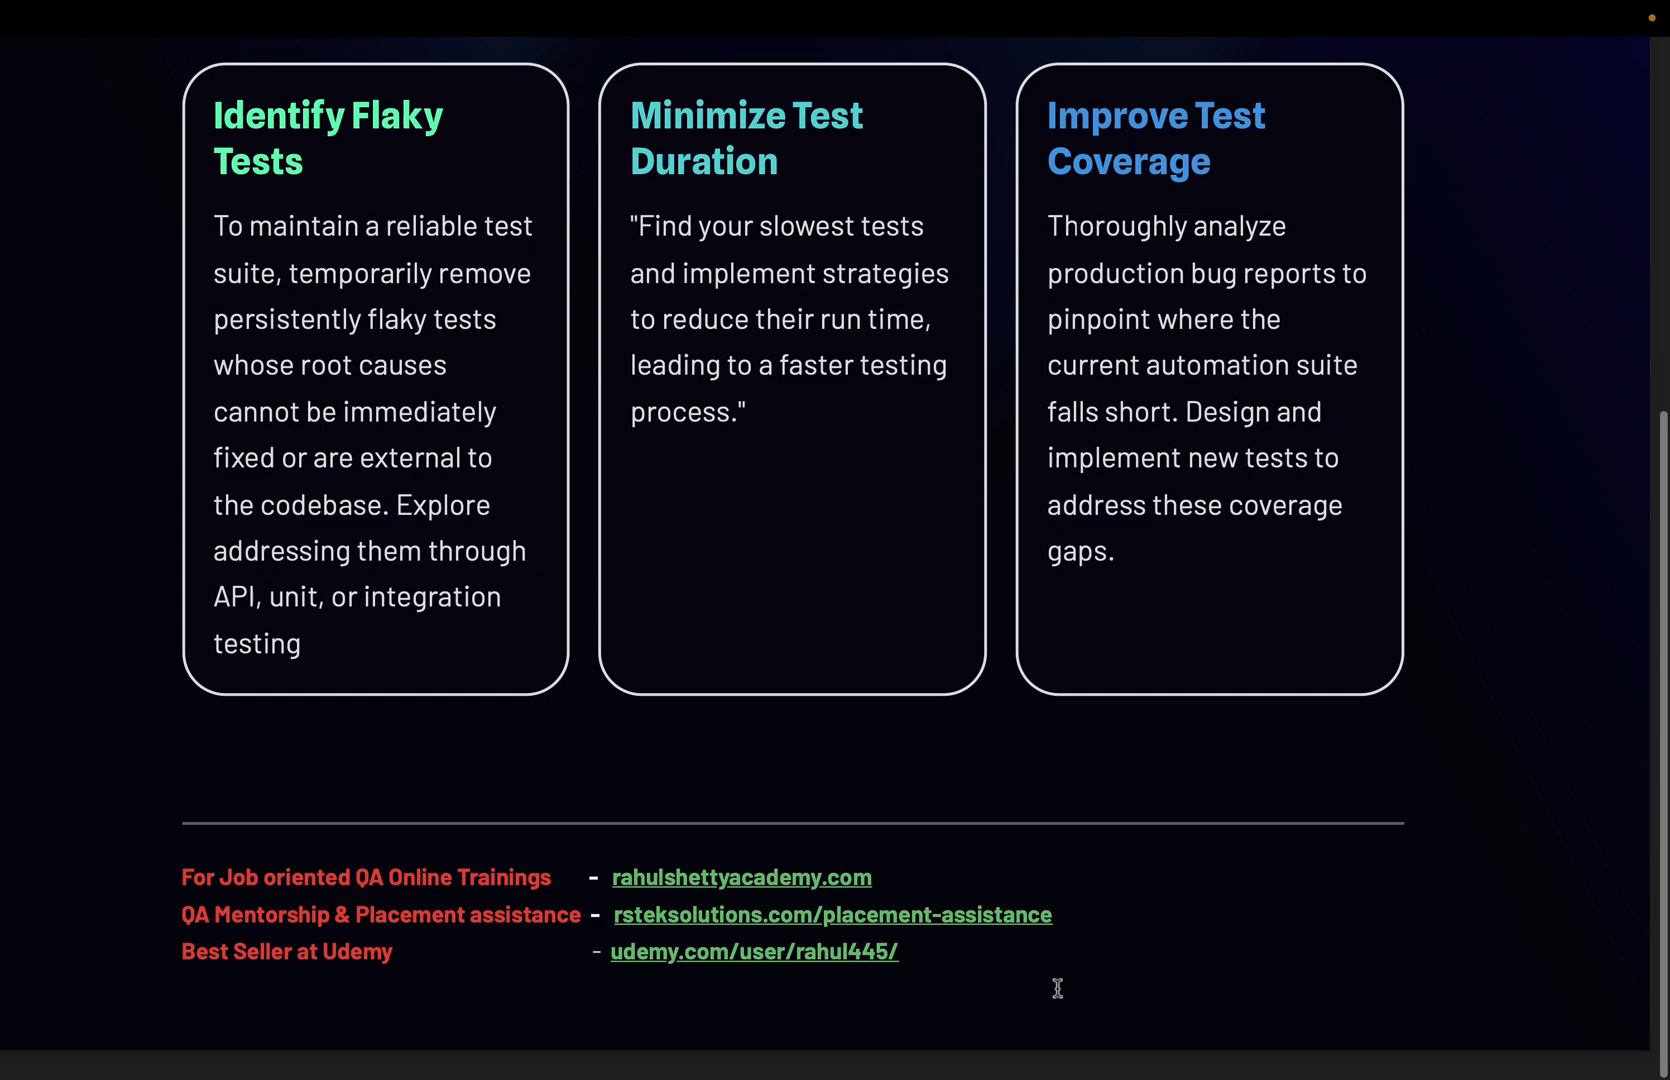 Identify Flaky
Tests
To maintain a reliable test
suite, temporarily remove
persistently flaky tests
whose root causes
cannot be immediately
fixed or are external to
the codebase. Explore
addressing them through
API, unit, or integration
testing
Minimize Test
Duration
"Find your slowest tests
and implement strategies
to reduce their run time,
leading to a faster testing
process."
Improve Test
Coverage
Thoroughly analyze
production bug reports to
pinpoint where the
current automation suite
falls short. Design and
implement new tests to
address these coverage
gaps.
For Job oriented QA Online Trainings - rahulshettyacademy.com
QA Mentorship & Placement assistance - rsteksolutions.com/placement-assistance
Best Seller at Udemy - udemy.com/user/rahul445/